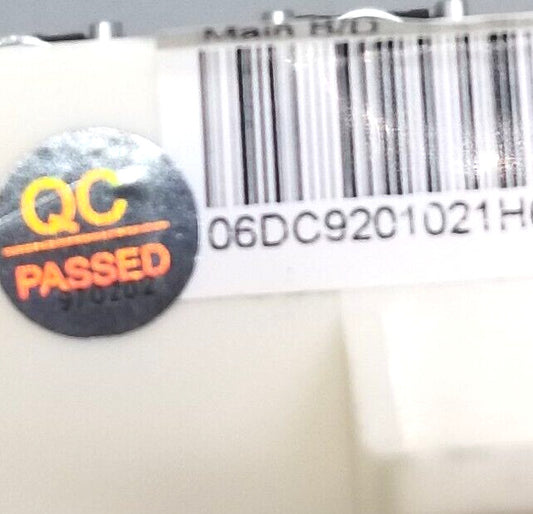 Main B/D
QC
PASSED
06DC9201021H